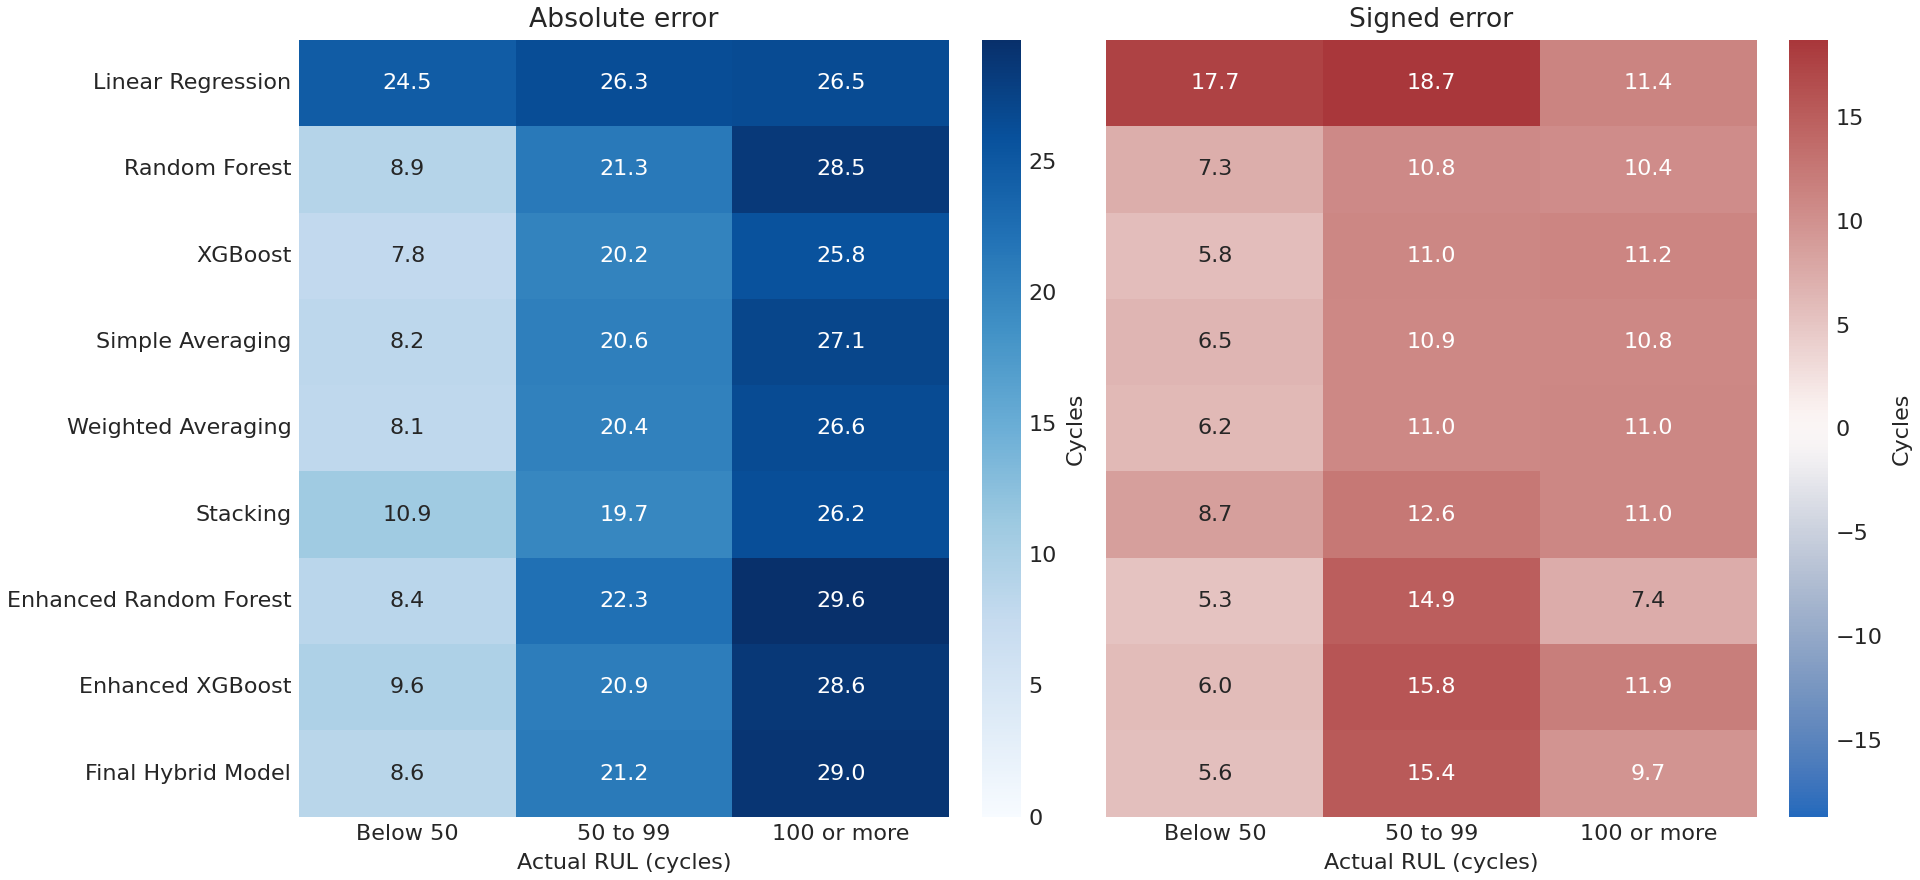 Absolute error
Signed error
Linear Regression 24.5 26.3 26.5 17.7 18.7 11.4
Random Forest 8.9 21.3 28.5 7.3 10.8 10.4
XGBoost 7.8 20.2 25.8 5.8 11.0 11.2
Simple Averaging 8.2 20.6 27.1 6.5 10.9 10.8
Weighted Averaging 8.1 20.4 26.6 6.2 11.0 11.0
Stacking 10.9 19.7 26.2 8.7 12.6 11.0
Enhanced Random Forest 8.4 22.3 29.6 5.3 14.9 7.4
Enhanced XGBoost 9.6 20.9 28.6 6.0 15.8 11.9
Final Hybrid Model 8.6 21.2 29.0 5.6 15.4 9.7
Below 50 50 to 99 100 or more
Actual RUL (cycles)
25
20
15
10
5
0
Cycles
Below 50 50 to 99 100 or more
Actual RUL (cycles)
15
10
5
0
−5
−10
−15
Cycles